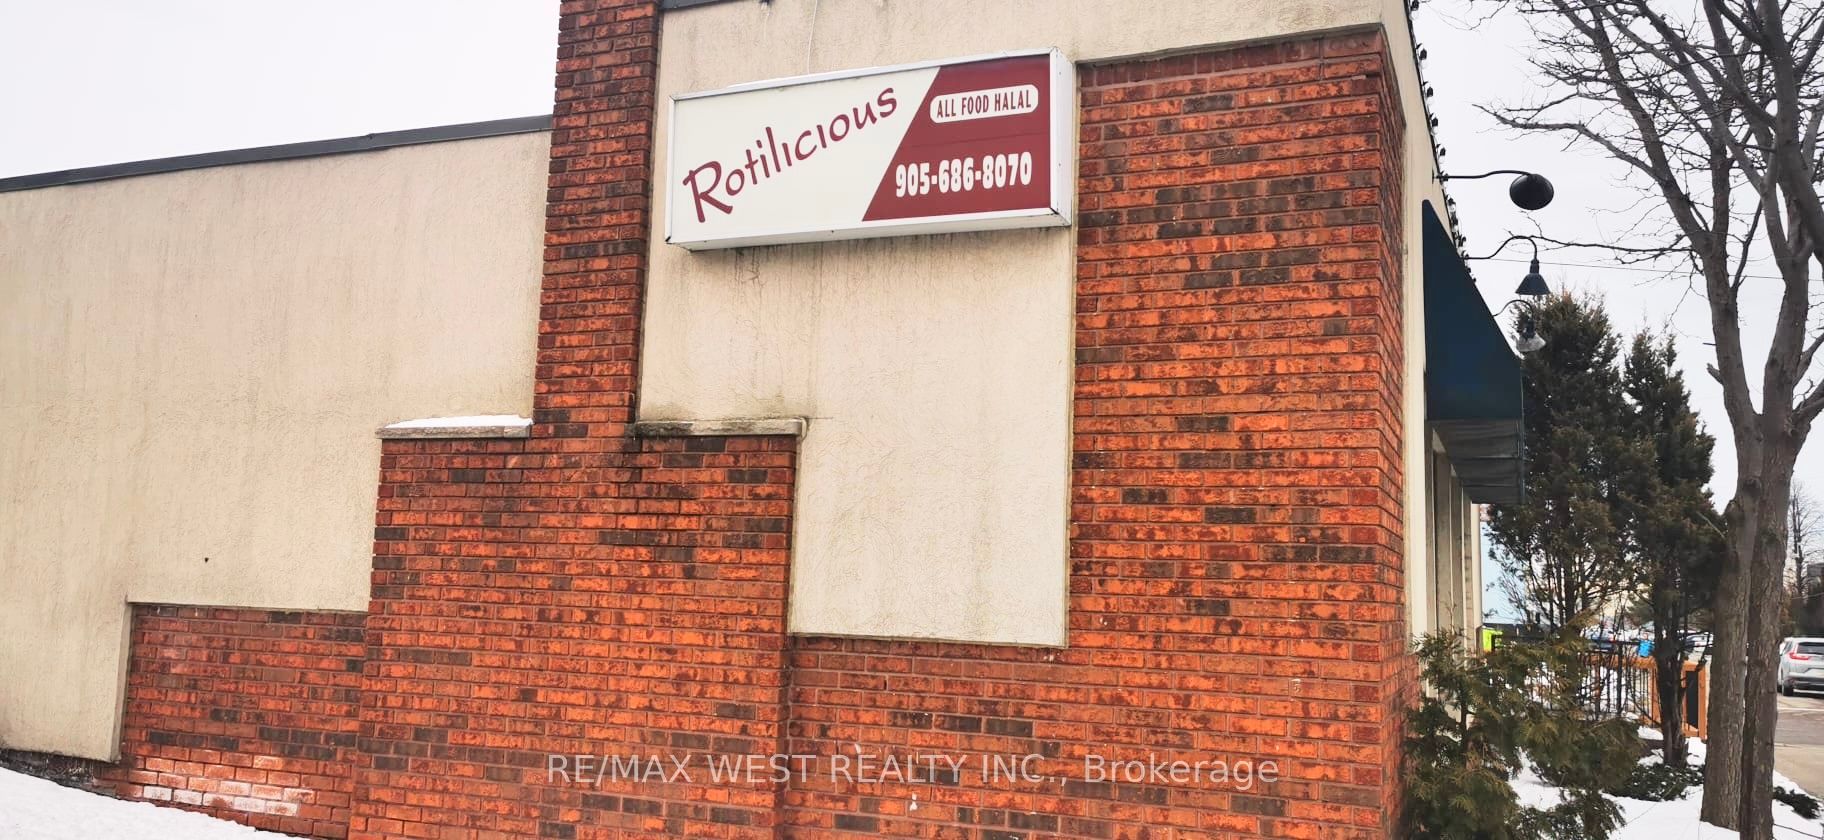 Rotilicious
ALL FOOD HALAL
905-686-8070
RE/MAX WEST REALTY INC., Brokerage